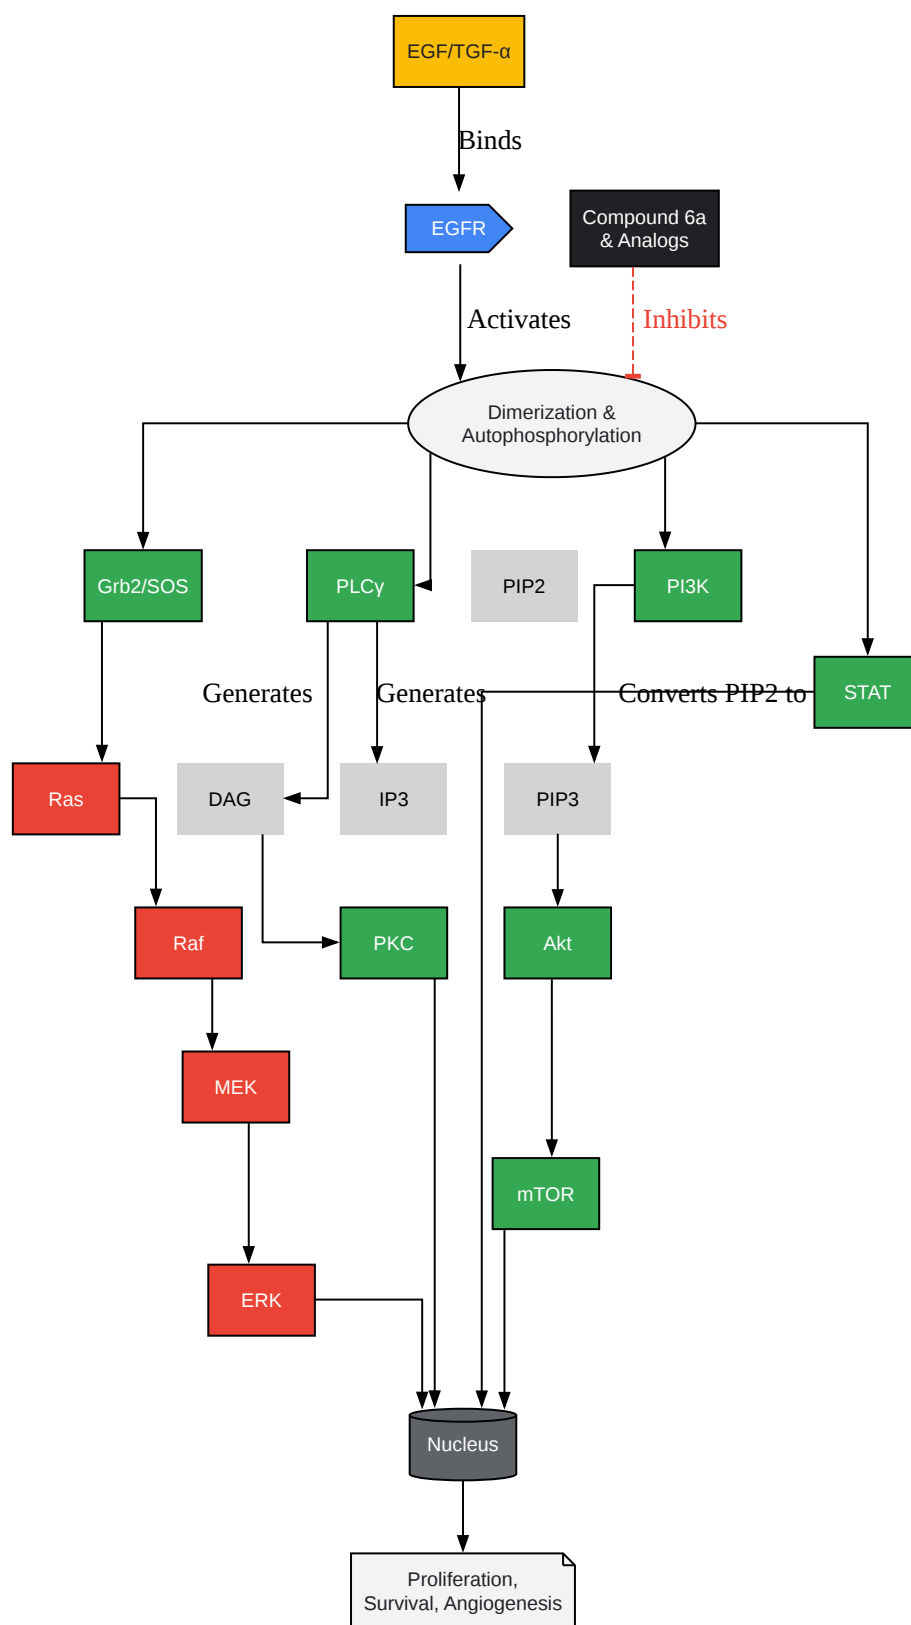 EGF/TGF-α
Binds
EGFR
Compound 6a
& Analogs
Activates
Inhibits
Dimerization &
Autophosphorylation
Grb2/SOS
PLCγ
PIP2
PI3K
Generates
Generates
Converts PIP2 to
STAT
Ras
DAG
IP3
PIP3
Raf
PKC
Akt
MEK
mTOR
ERK
Nucleus
Proliferation,
Survival, Angiogenesis